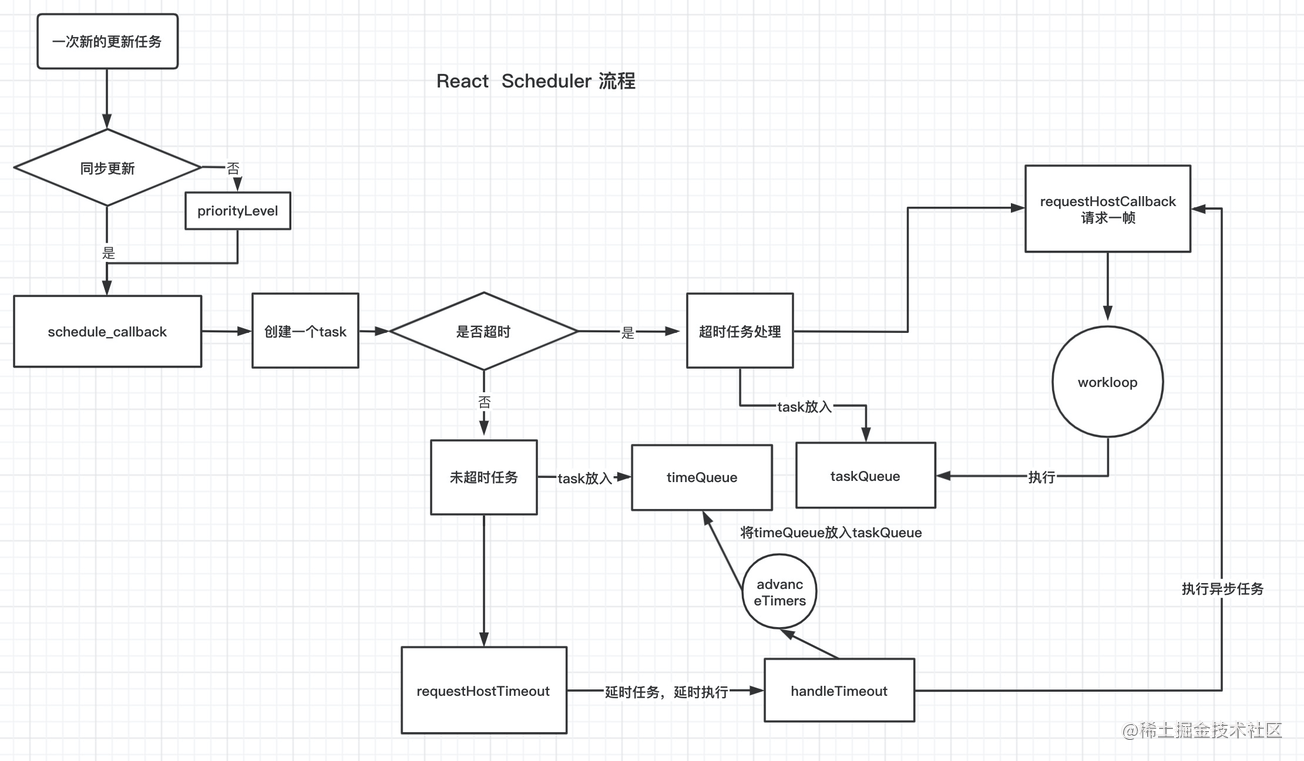 一次新的更新任务
React Scheduler 流程
同步更新
否
priorityLevel
是
schedule_callback
创建一个task
是否超时
是
超时任务处理
requestHostCallback
请求一帧
workloop
否
task放入
未超时任务
task放入
timeQueue
taskQueue
执行
将timeQueue放入taskQueue
advanc
eTimers
执行异步任务
requestHostTimeout
延时任务，延时执行
handleTimeout
@稀土掘金技术社区